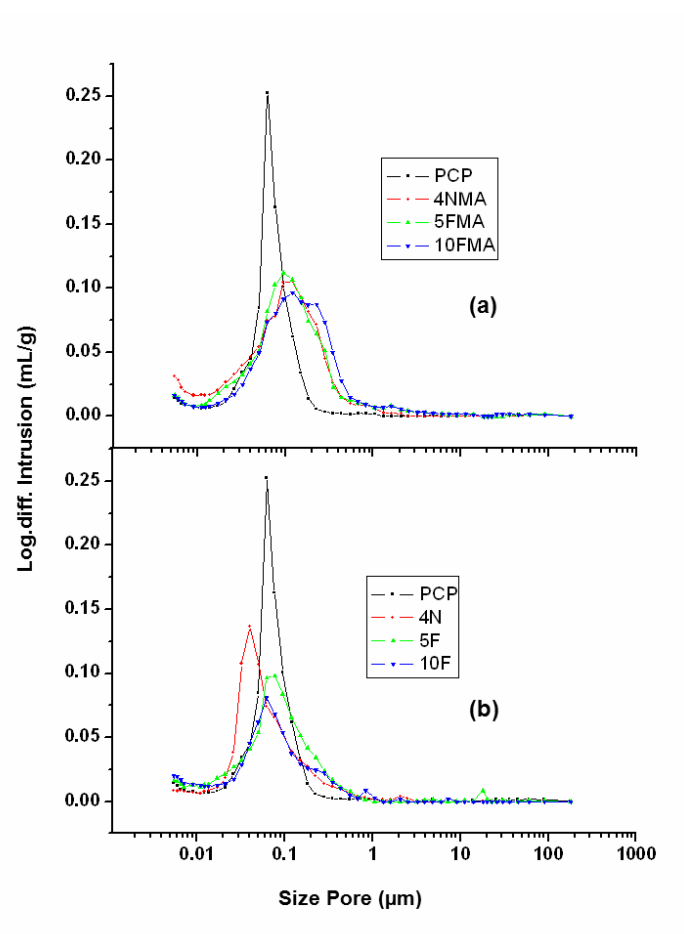 0.25
0.20
0.15
0.10
0.05
0.00
PCP
4NMA
5FMA
10FMA
(a)
Log.diff. Intrusion (mL/g)
0.25
0.20
0.15
0.10
0.05
0.00
PCP
4N
5F
10F
(b)
0.01 0.1 1 10 100 1000
Size Pore (µm)